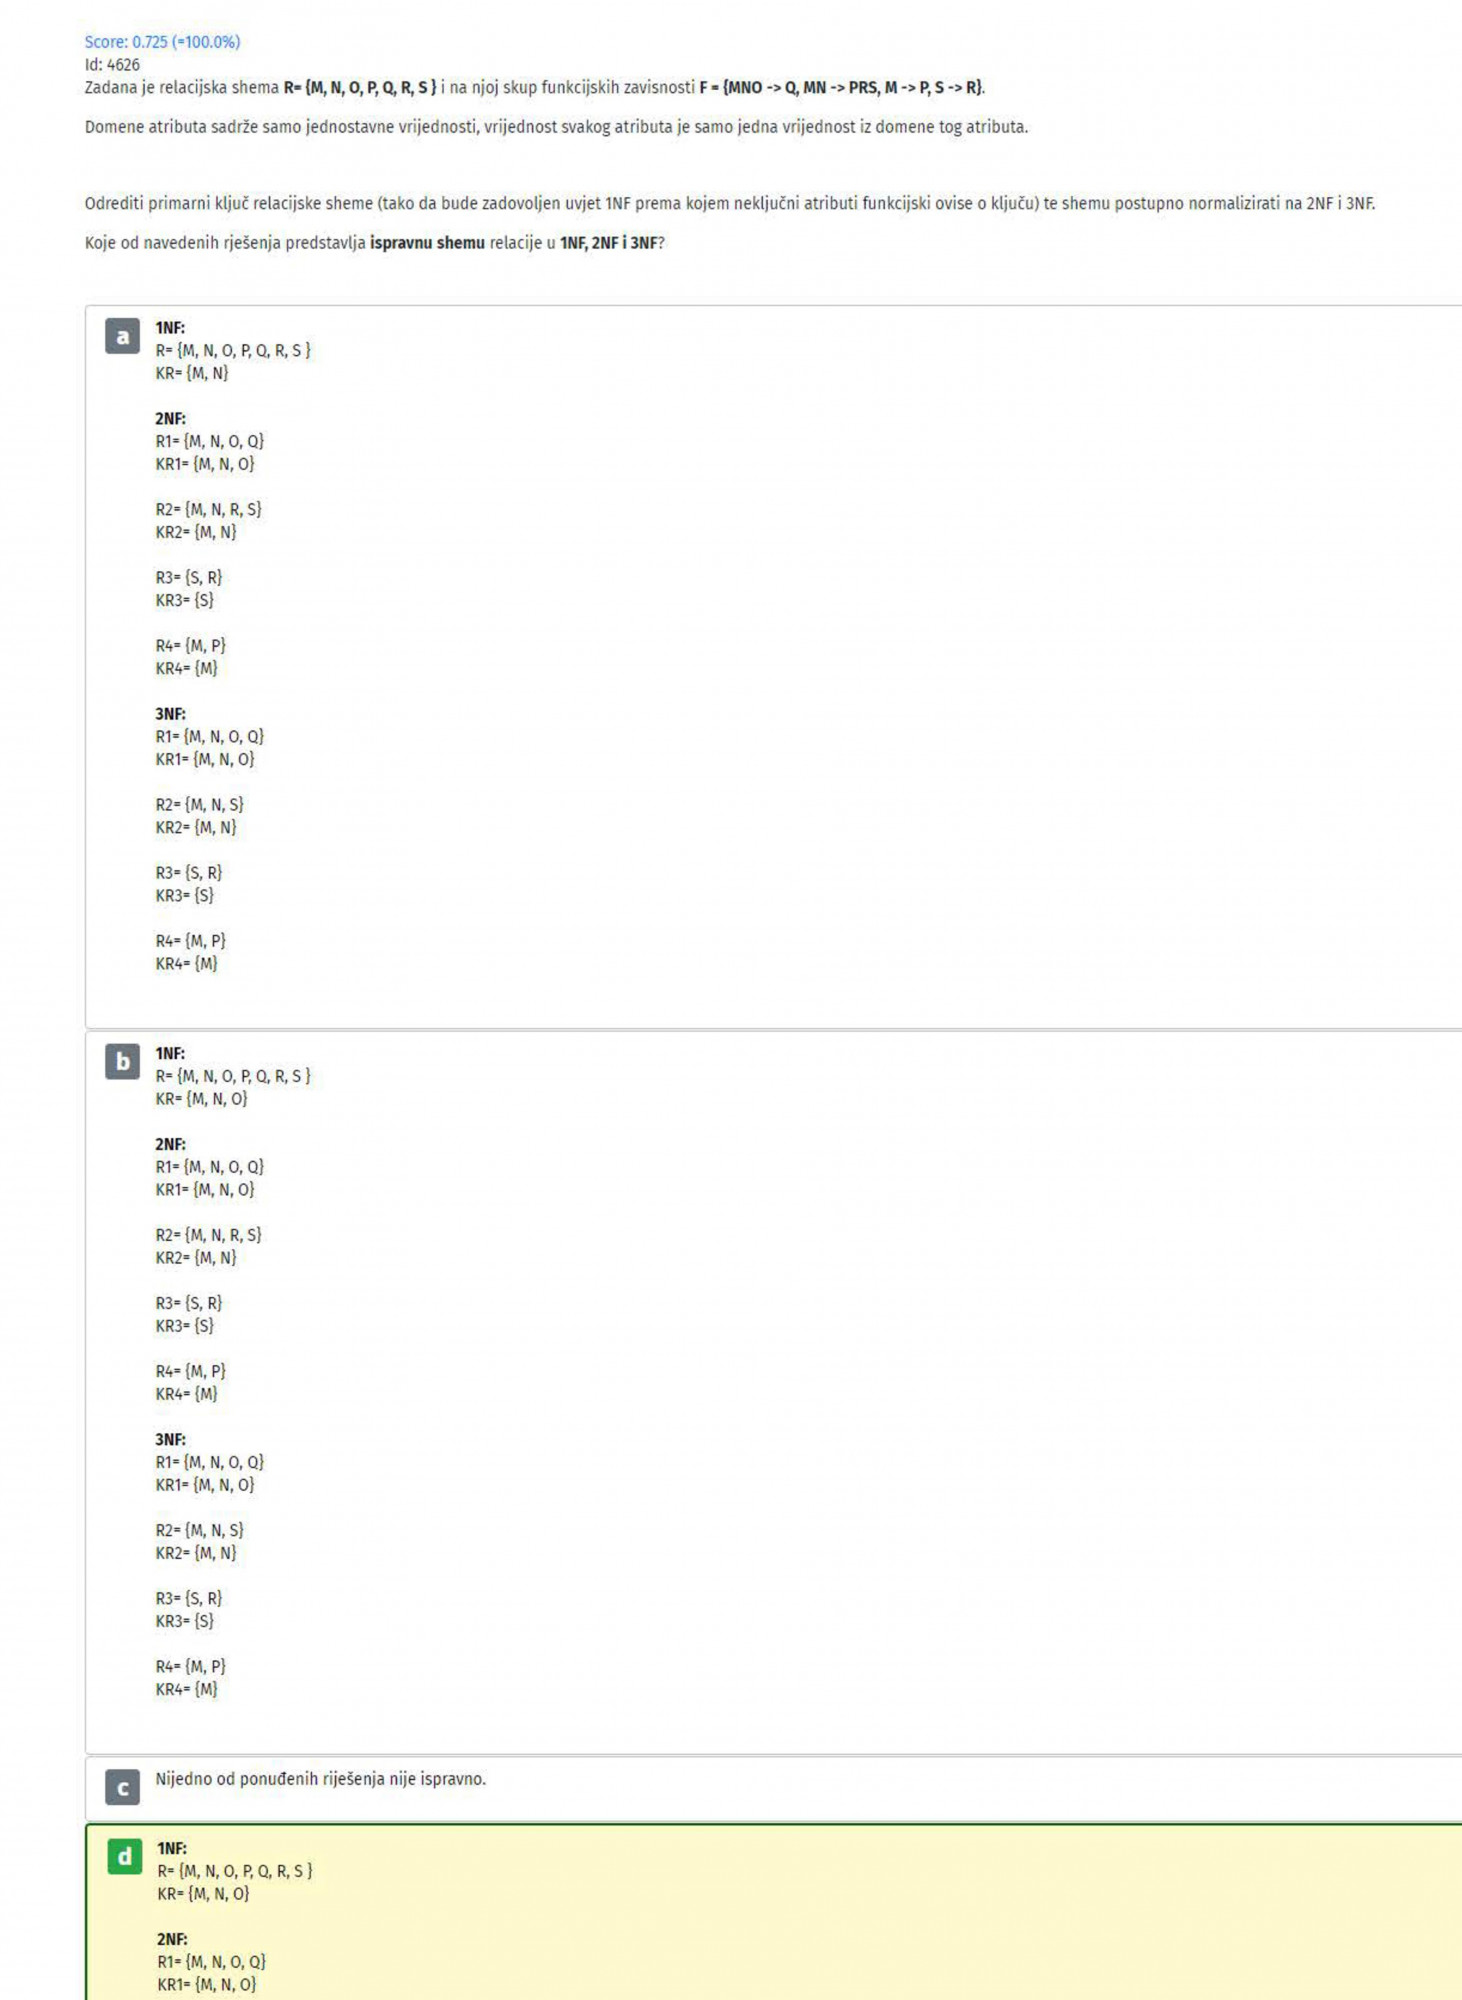 Score: 0.725 (=100.0%)
Id: 4626
Zadana je relacijska shema R= {M, N, O, P, Q, R, S } i na njoj skup funkcijskih zavisnosti F = {MNO -> Q, MN -> PRS, M -> P, S -> R}.
Domene atributa sadrže samo jednostavne vrijednosti, vrijednost svakog atributa je samo jedna vrijednost iz domene tog atributa.
Odrediti primarni ključ relacijske sheme (tako da bude zadovoljen uvjet 1NF prema kojem neključni atributi funkcijski ovise o ključu) te shemu postupno normalizirati na 2NF i 3NF.
Koje od navedenih rješenja predstavlja ispravnu shemu relacije u 1NF, 2NF i 3NF?
a
1NF:
R= {M, N, O, P, Q, R, S }
KR= {M, N}
2NF:
R1= {M, N, O, Q}
KR1= {M, N, O}
R2= {M, N, R, S}
KR2= {M, N}
R3= {S, R}
KR3= {S}
R4= {M, P}
KR4= {M}
3NF:
R1= {M, N, O, Q}
KR1= {M, N, O}
R2= {M, N, S}
KR2= {M, N}
R3= {S, R}
KR3= {S}
R4= {M, P}
KR4= {M}
b
1NF:
R= {M, N, O, P, Q, R, S }
KR= {M, N, O}
2NF:
R1= {M, N, O, Q}
KR1= {M, N, O}
R2= {M, N, R, S}
KR2= {M, N}
R3= {S, R}
KR3= {S}
R4= {M, P}
KR4= {M}
3NF:
R1= {M, N, O, Q}
KR1= {M, N, O}
R2= {M, N, S}
KR2= {M, N}
R3= {S, R}
KR3= {S}
R4= {M, P}
KR4= {M}
c
Nijedno od ponuđenih riješenja nije ispravno.
d
1NF:
R= {M, N, O, P, Q, R, S }
KR= {M, N, O}
2NF:
R1= {M, N, O, Q}
KR1= {M, N, O}